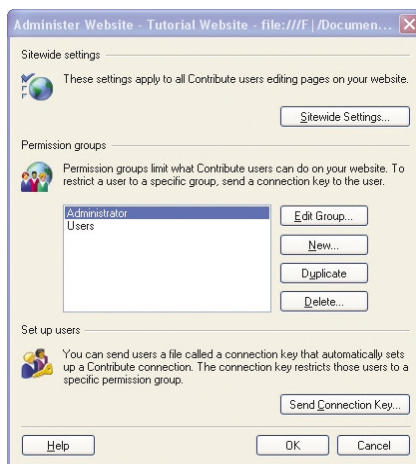 Administer Website - Tutorial Website - file:///F|/Documen...
Sitewide settings
These settings apply to all Contribute users editing pages on your website.
Sitewide Settings...
Permission groups
Permission groups limit what Contribute users can do on your website. To
restrict a user to a specific group, send a connection key to the user.
Administrator
Users
Edit Group...
New...
Duplicate
Delete...
Set up users
You can send users a file called a connection key that automatically sets
up a Contribute connection. The connection key restricts those users to a
specific permission group.
Send Connection Key...
Help
OK
Cancel